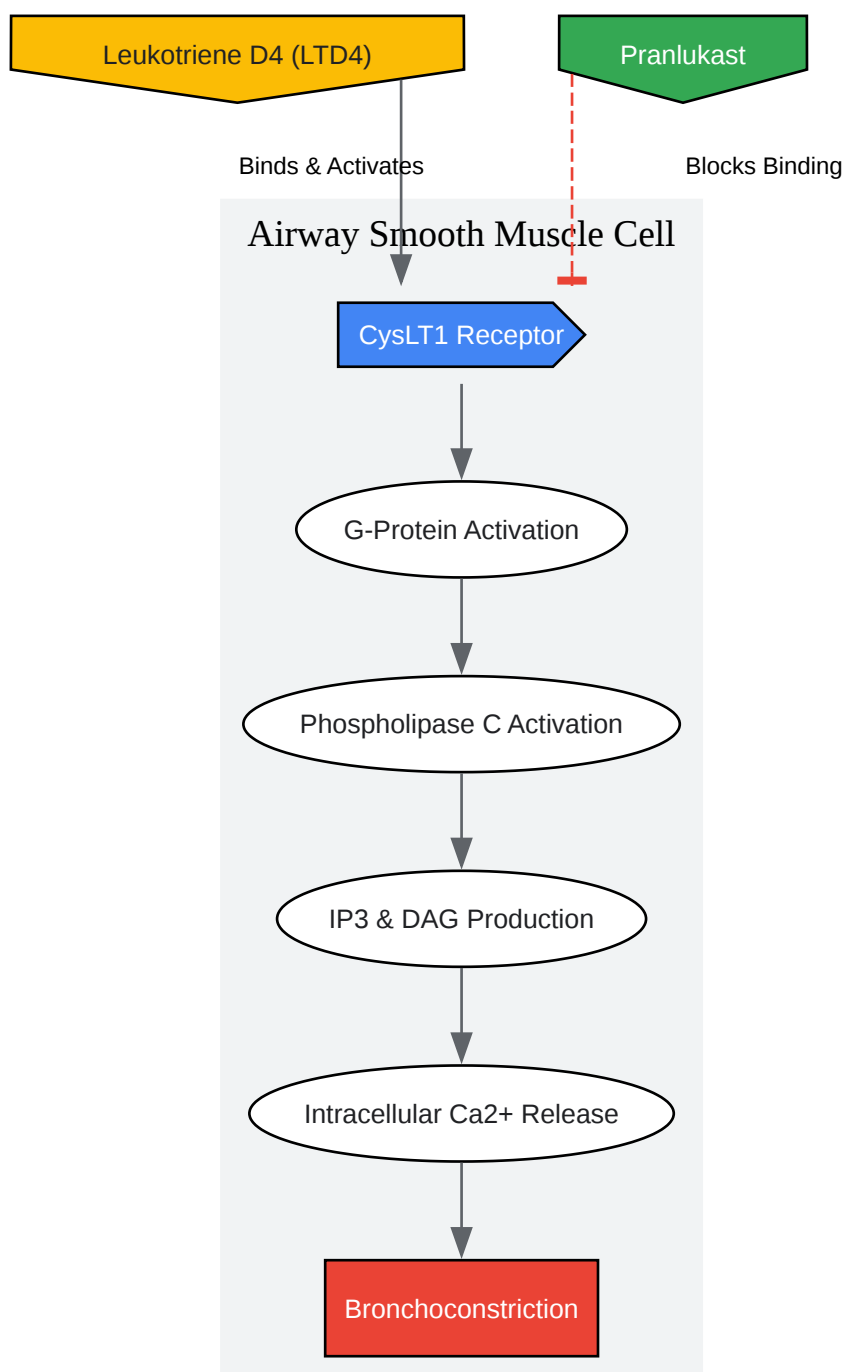 Leukotriene D4 (LTD4)
Pranlukast
Binds & Activates
Blocks Binding
Airway Smooth Muscle Cell
CysLT1 Receptor
G-Protein Activation
Phospholipase C Activation
IP3 & DAG Production
Intracellular Ca2+ Release
Bronchoconstriction